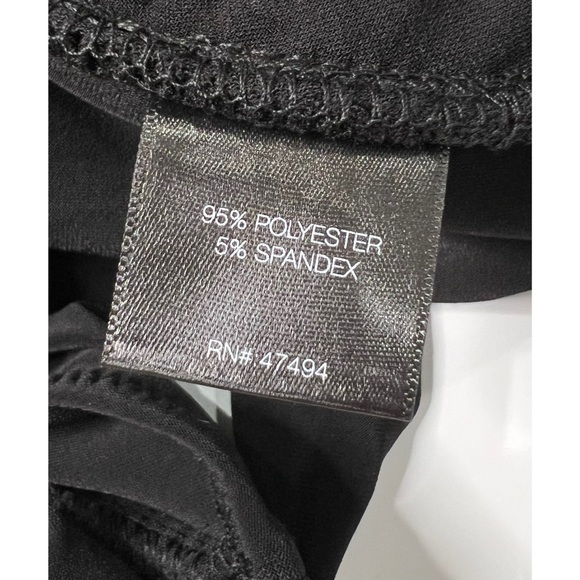 95% POLYESTER
5% SPANDEX
RN# 47494